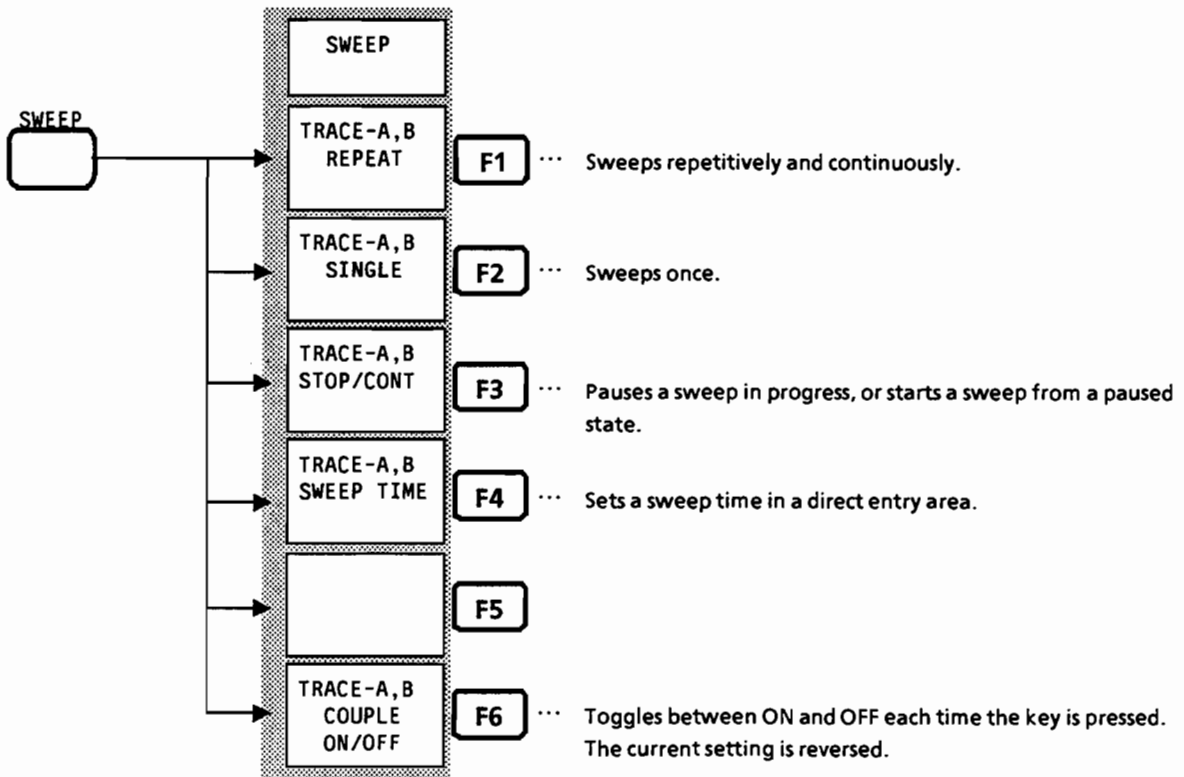 SWEEP
SWEEP
TRACE-A,B
REPEAT
F1 ... Sweeps repetitively and continuously.
TRACE-A,B
SINGLE
F2 ... Sweeps once.
TRACE-A,B
STOP/CONT
F3 ... Pauses a sweep in progress, or starts a sweep from a paused
state.
TRACE-A,B
SWEEP TIME
F4 ... Sets a sweep time in a direct entry area.
F5
TRACE-A,B
COUPLE
ON/OFF
F6 ... Toggles between ON and OFF each time the key is pressed.
The current setting is reversed.